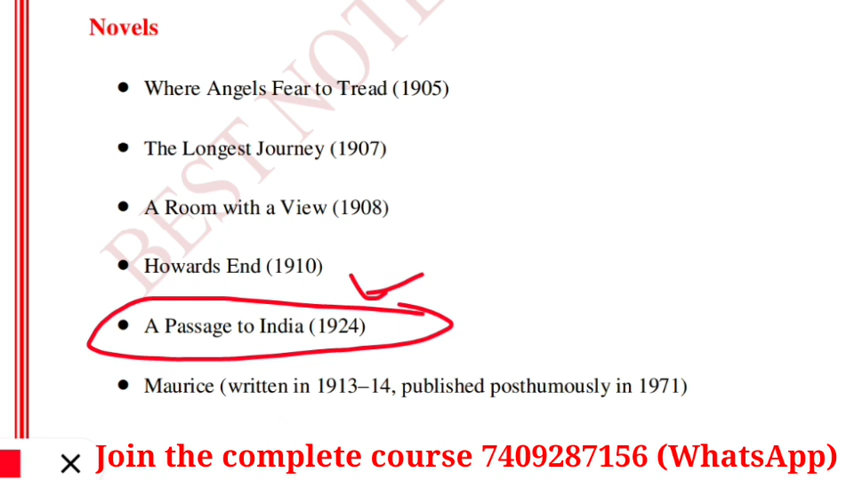 Novels
Where Angels Fear to Tread (1905)
The Longest Journey (1907)
A Room with a View (1908)
Howards End (1910)
A Passage to India (1924)
Maurice (written in 1913–14, published posthumously in 1971)
Join the complete course 7409287156 (WhatsApp)
BEST NOTE